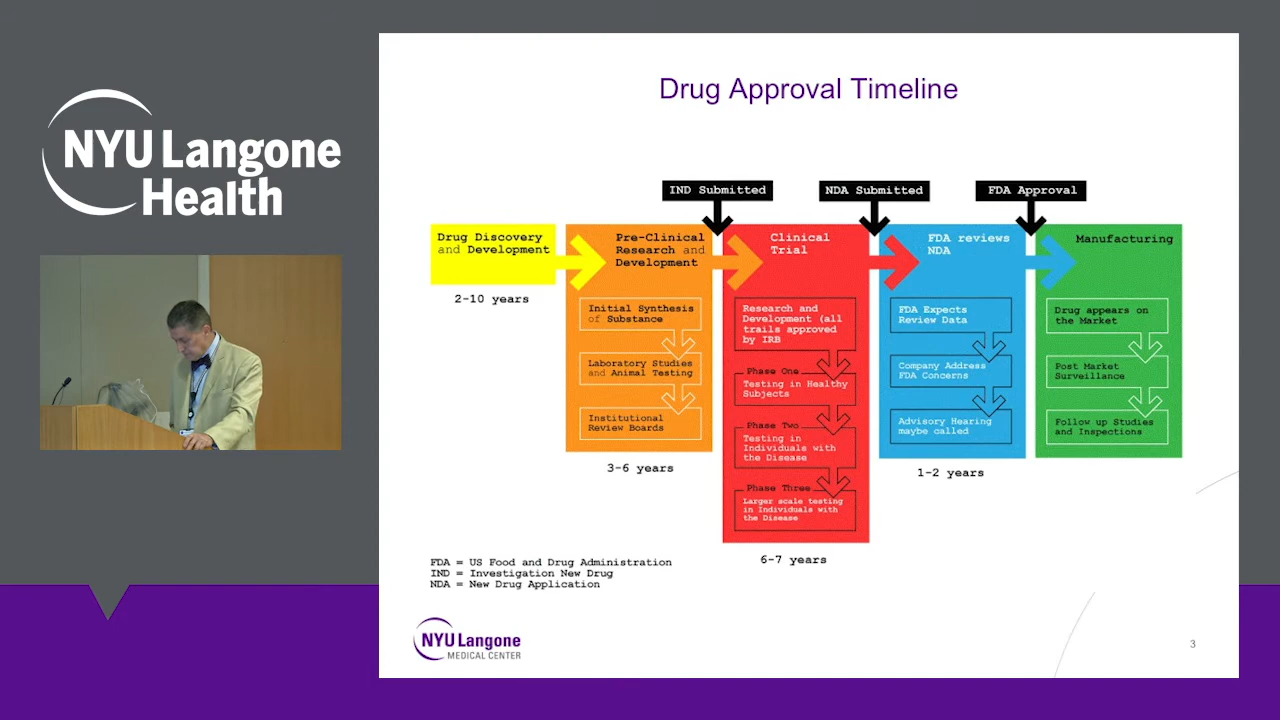 NYU Langone
Health
Drug Approval Timeline
IND Submitted
NDA Submitted
FDA Approval
Drug Discovery
and Development
2-10 years
Pre-Clinical
Research and
Development
Initial Synthesis
of Substance
Laboratory Studies
and Animal Testing
Institutional
Review Boards
3-6 years
Clinical
Trial
Research and
Development (all
trails approved
by IRB
Phase One
Testing in Healthy
Subjects
Phase Two
Testing in
Individuals with
the Disease
Phase Three
Larger scale testing
in Individuals with
the Disease
6-7 years
FDA reviews
NDA
FDA Expects
Review Data
Company Address
FDA Concerns
Advisory Hearing
maybe called
1-2 years
Manufacturing
Drug appears on
the Market
Post Market
Surveillance
Follow up Studies
and Inspections
FDA = US Food and Drug Administration
IND = Investigation New Drug
NDA = New Drug Application
NYU Langone
MEDICAL CENTER
3